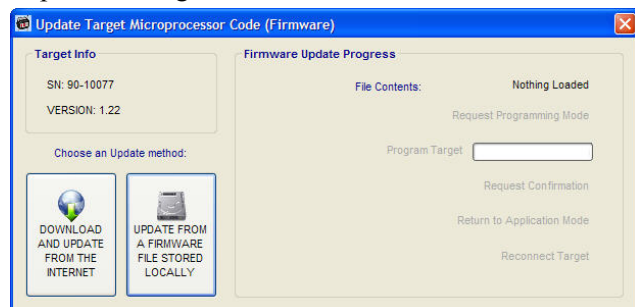 Update Target Microprocessor Code (Firmware)
Target Info
SN: 90-10077
VERSION: 1.22
Choose an Update method:
DOWNLOAD
AND UPDATE
FROM THE
INTERNET
UPDATE FROM
A FIRMWARE
FILE STORED
LOCALLY
Firmware Update Progress
File Contents: Nothing Loaded
Request Programming Mode
Program Target
Request Confirmation
Return to Application Mode
Reconnect Target